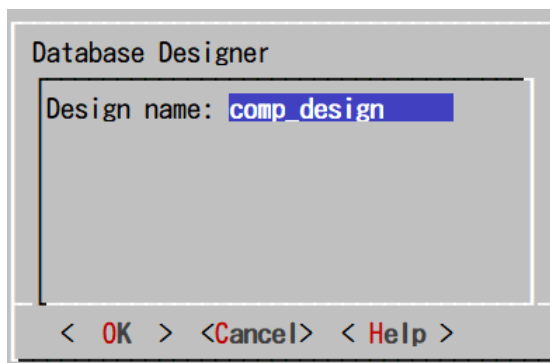 Database Designer
Design name: comp_design
< OK > <Cancel> < Help >